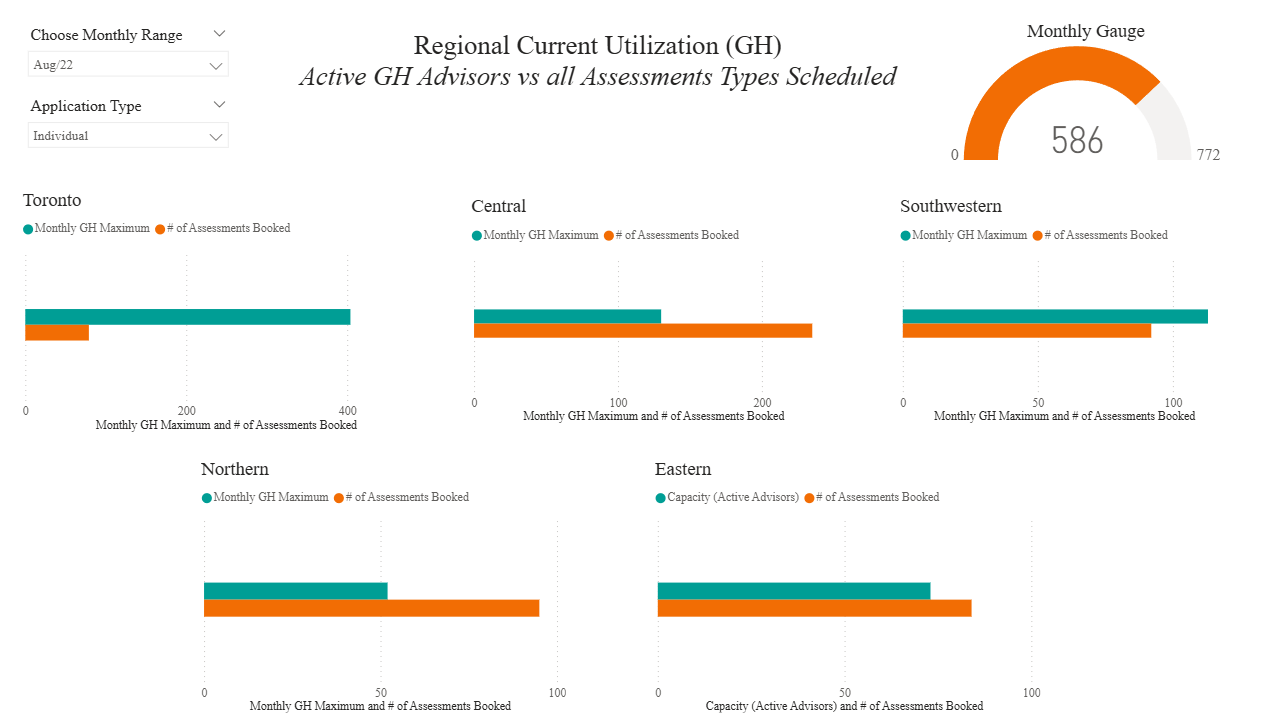 Choose Monthly Range
Aug/22
Application Type
Individual
Regional Current Utilization (GH)
Active GH Advisors vs all Assessments Types Scheduled
Monthly Gauge
586
0
772
Toronto
Monthly GH Maximum # of Assessments Booked
0 200 400
Monthly GH Maximum and # of Assessments Booked
Central
Monthly GH Maximum # of Assessments Booked
0 100 200
Monthly GH Maximum and # of Assessments Booked
Southwestern
Monthly GH Maximum # of Assessments Booked
0 50 100
Monthly GH Maximum and # of Assessments Booked
Northern
Monthly GH Maximum # of Assessments Booked
0 50 100
Monthly GH Maximum and # of Assessments Booked
Eastern
Capacity (Active Advisors) # of Assessments Booked
0 50 100
Capacity (Active Advisors) and # of Assessments Booked